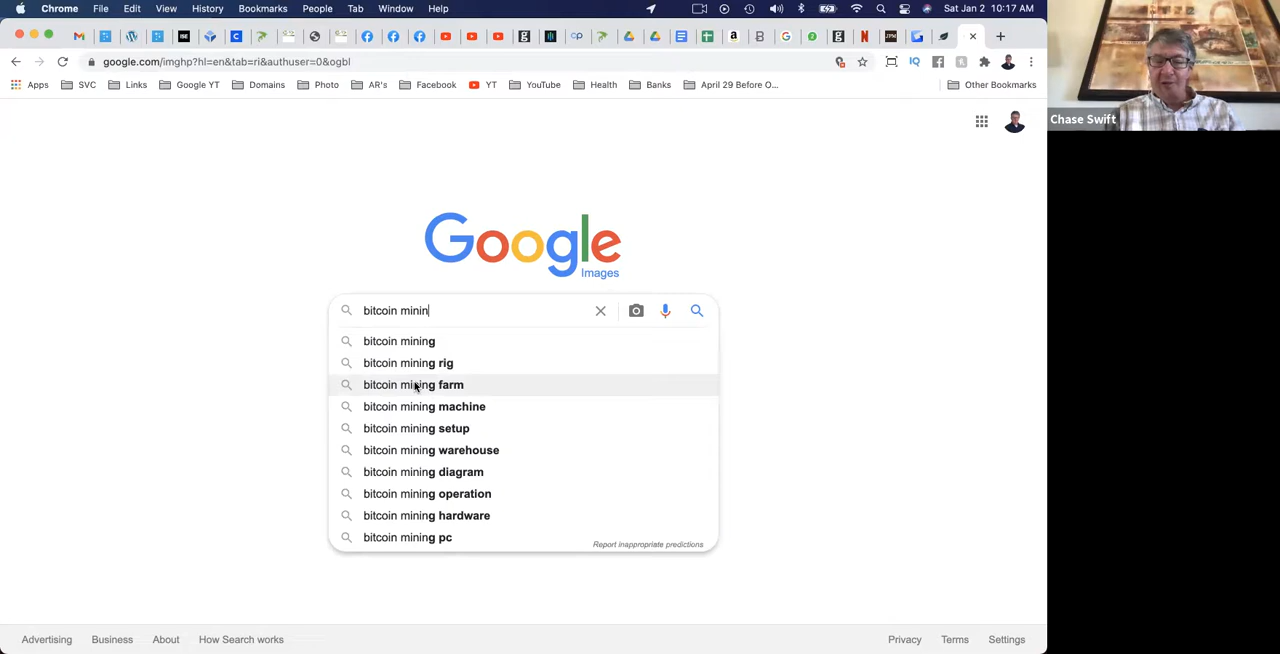 Chrome File Edit View History Bookmarks People Tab Window Help Sat Jan 2 10:17 AM
google.com/imghp?hl=en&tab=ri&authuser=0&ogbl
Apps SVC Links Google YT Domains Photo AR's Facebook YT YouTube Health Banks April 29 Before O... Other Bookmarks
Chase Swift
Google
Images
bitcoin minin
bitcoin mining
bitcoin mining rig
bitcoin mining farm
bitcoin mining machine
bitcoin mining setup
bitcoin mining warehouse
bitcoin mining diagram
bitcoin mining operation
bitcoin mining hardware
bitcoin mining pc
Report inappropriate predictions
Advertising Business About How Search works Privacy Terms Settings